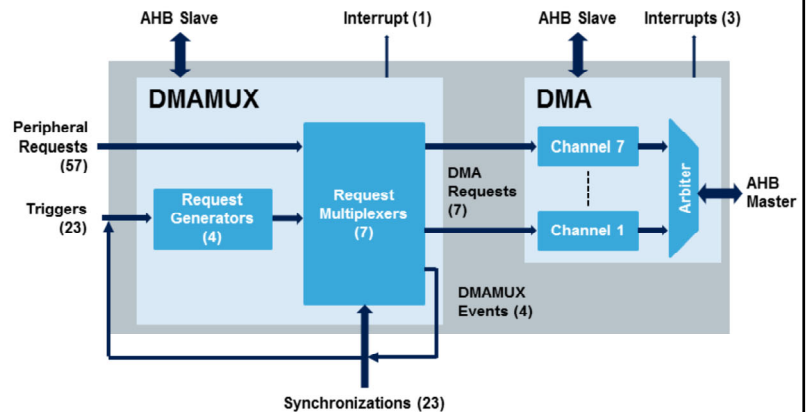 AHB Slave
Interrupt (1)
AHB Slave
Interrupts (3)
DMAMUX
DMA
Peripheral
Requests
(57)
Triggers
(23)
Request
Generators
(4)
Request
Multiplexers
(7)
DMA
Requests
(7)
DMAMUX
Events (4)
Channel 7
Channel 1
Arbiter
AHB
Master
Synchronizations (23)